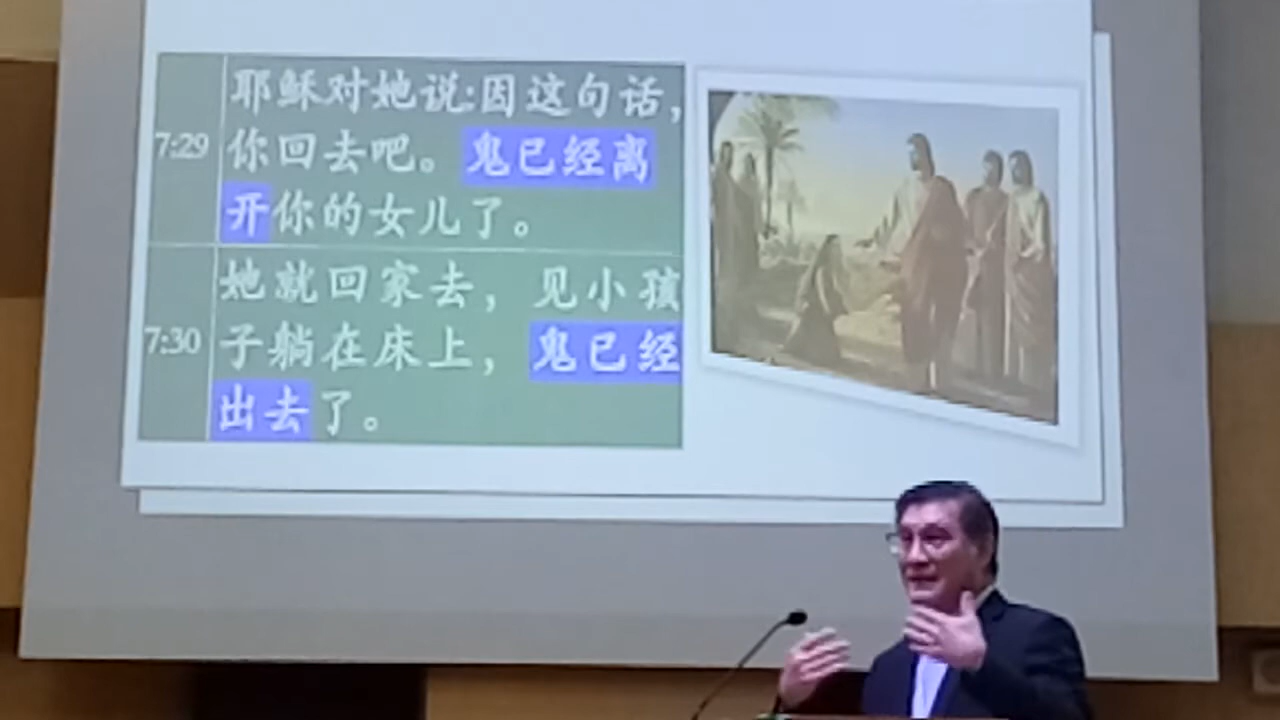 耶稣对她说:因这句话,
7:29 你回去吧。鬼已经离
开你的女儿了。
她就回家去,见小孩
7:30 子躺在床上,鬼已经
出去了。